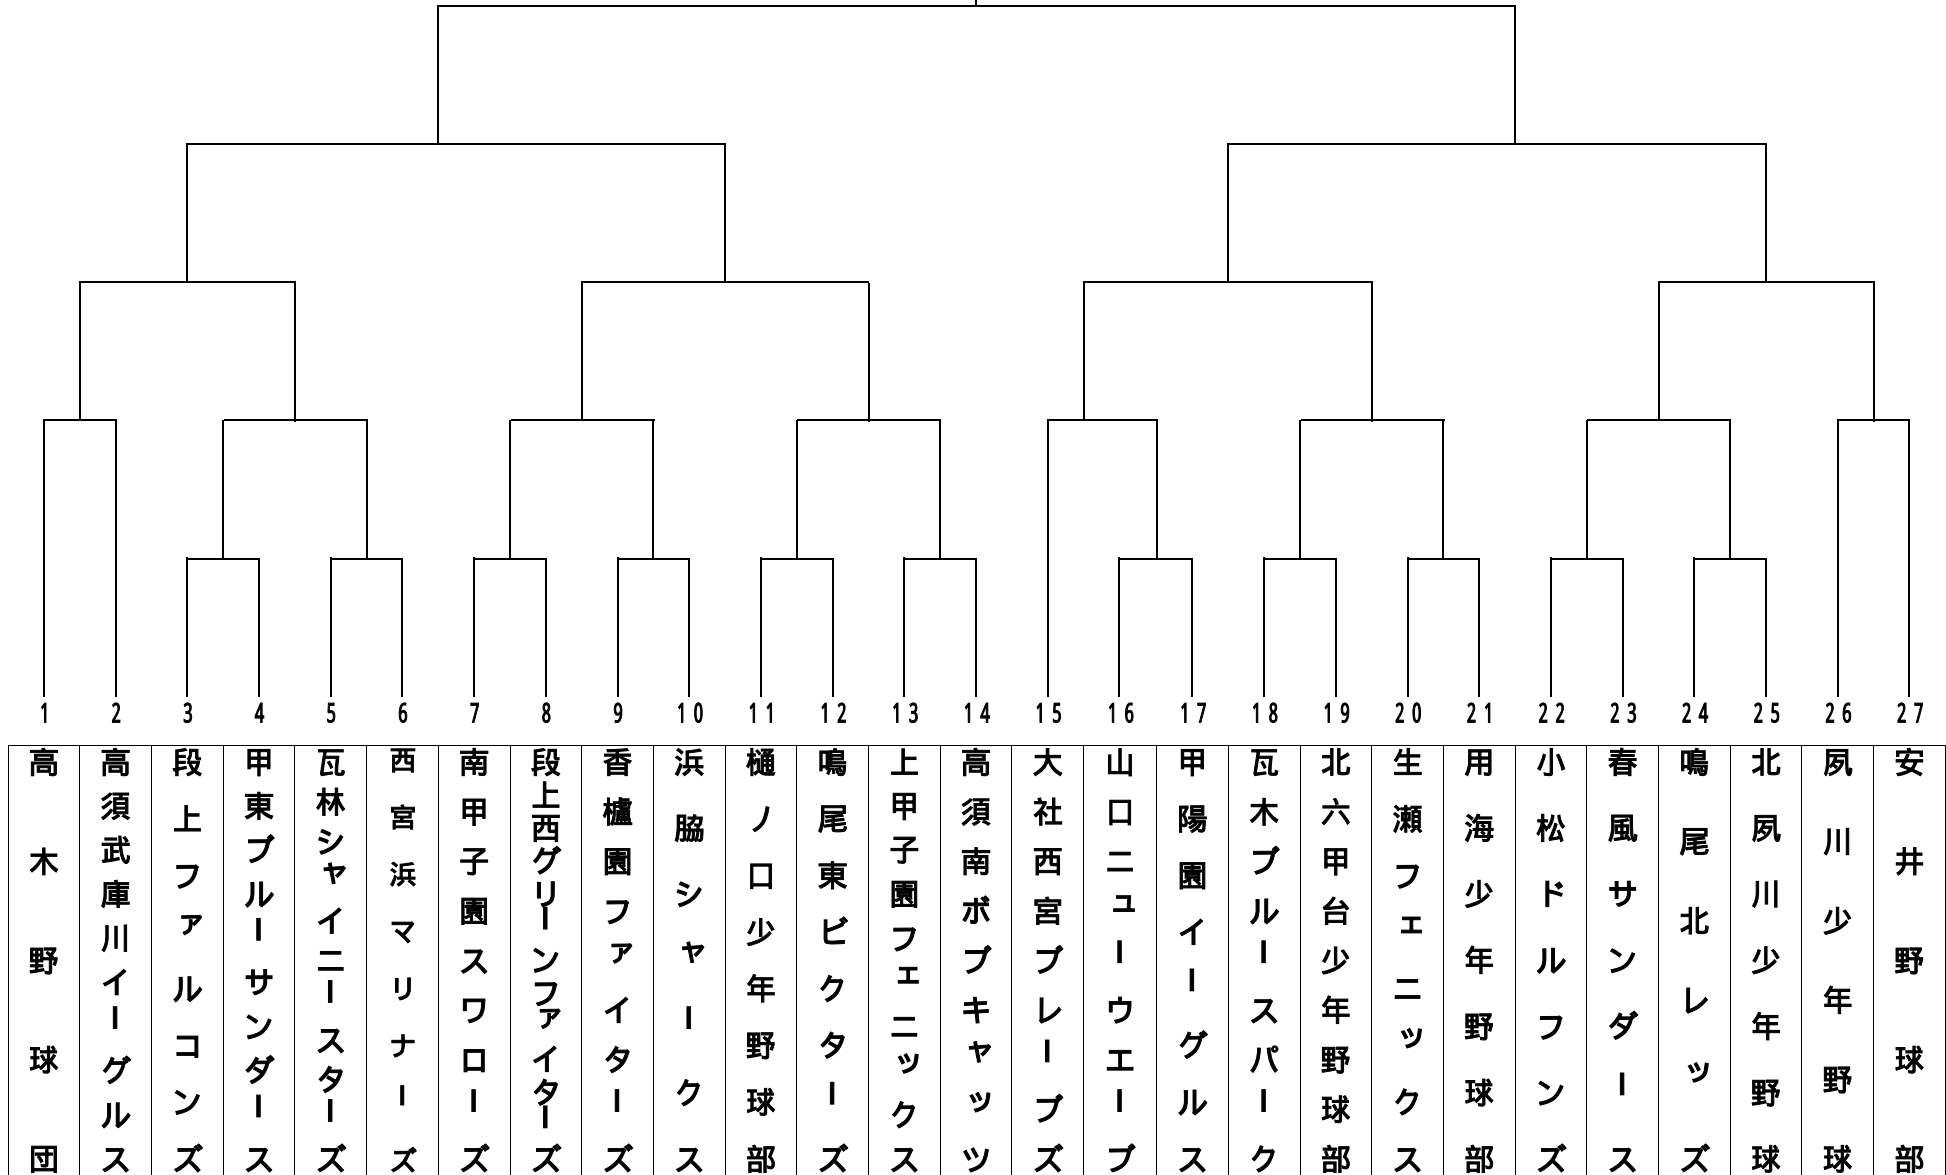 1 2 3 4 5 6 7 8 9 10 11 12 13 14 15 16 17 18 19 20 21 22 23 24 25 26 27
高木野球団
高須武庫川イーグルス
段上ファルコンズ
甲東ブルーサンダース
瓦林シャイニースターズ
西宮浜マリナーズ
南甲子園スワローズ
段上西グリーンファイターズ
香櫨園ファイターズ
浜脇シャークス
樋ノ口少年野球部
鳴尾東ビクターズ
上甲子園フェニックス
高須南ボブキャッツ
大社西宮ブレーブズ
山口ニューウエーブ
甲陽園イーグルス
瓦木ブルースパーク
北六甲台少年野球部
生瀬フェニックス
用海少年野球部
小松ドルフンズ
春風サンダース
鳴尾北レッズ
北夙川少年野球
夙川少年野球
安井野球部